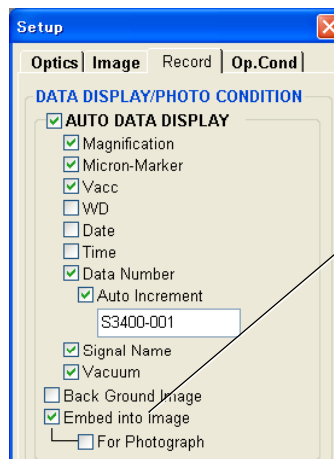 Setup
Optics Image Record Op.Cond
DATA DISPLAY/PHOTO CONDITION
AUTO DATA DISPLAY
Magnification
Micron-Marker
Vacc
WD
Date
Time
Data Number
Auto Increment
S3400-001
Signal Name
Vacuum
Back Ground Image
Embed into Image
For Photograph